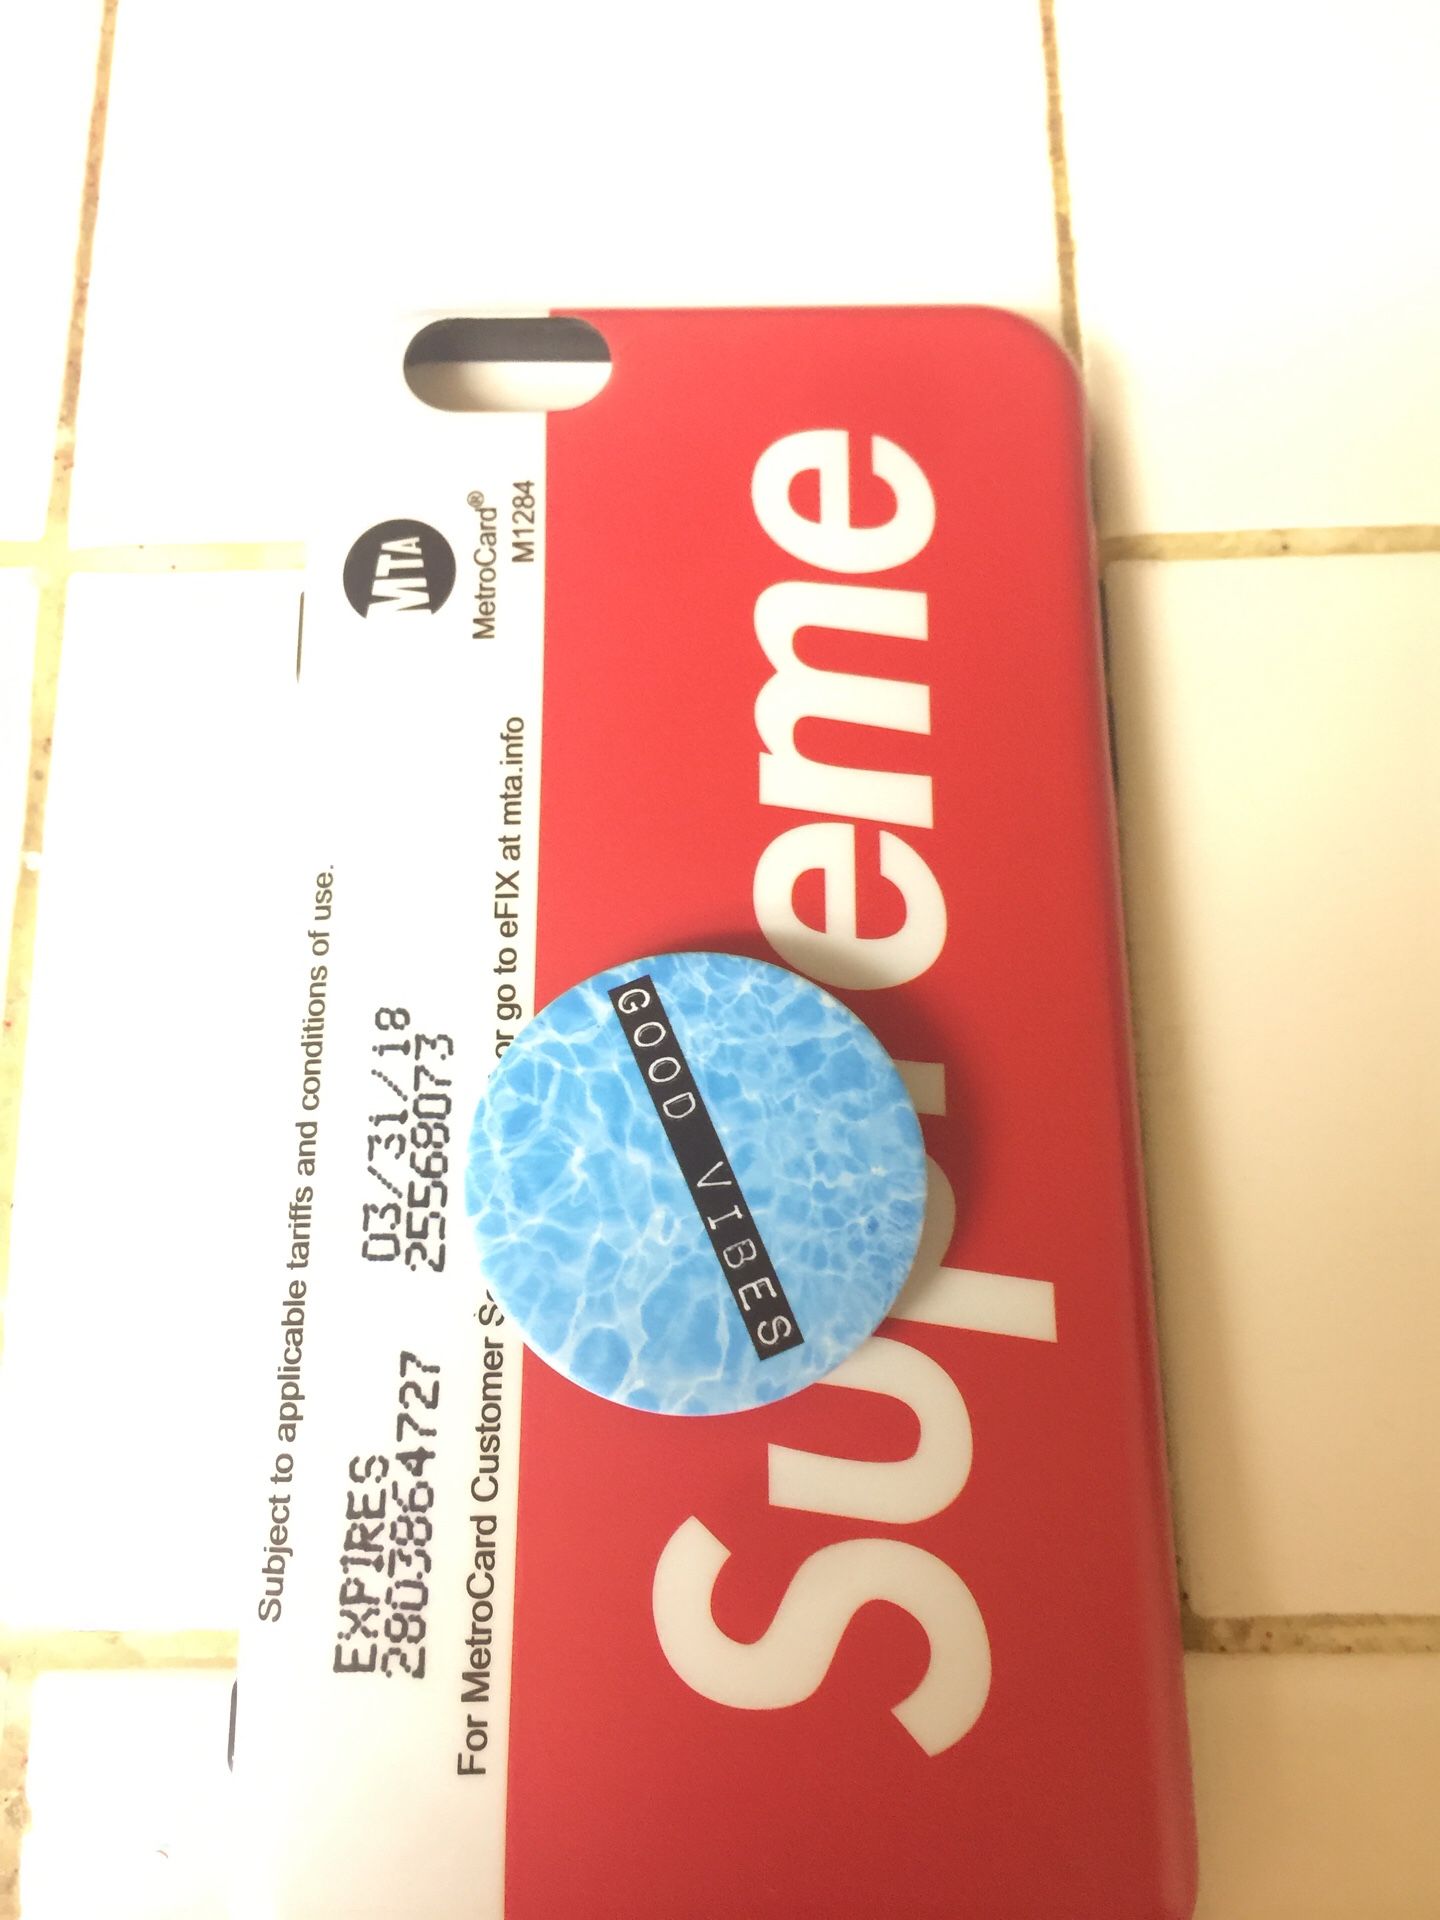 Subject to applicable tariffs and conditions of use.
EXPIRES 03/31/18
2803864727 25568073
For MetroCard Customer or go to eFIX at mta.info
MTA
MetroCard®
M1284
Supreme
GOOD VIBES